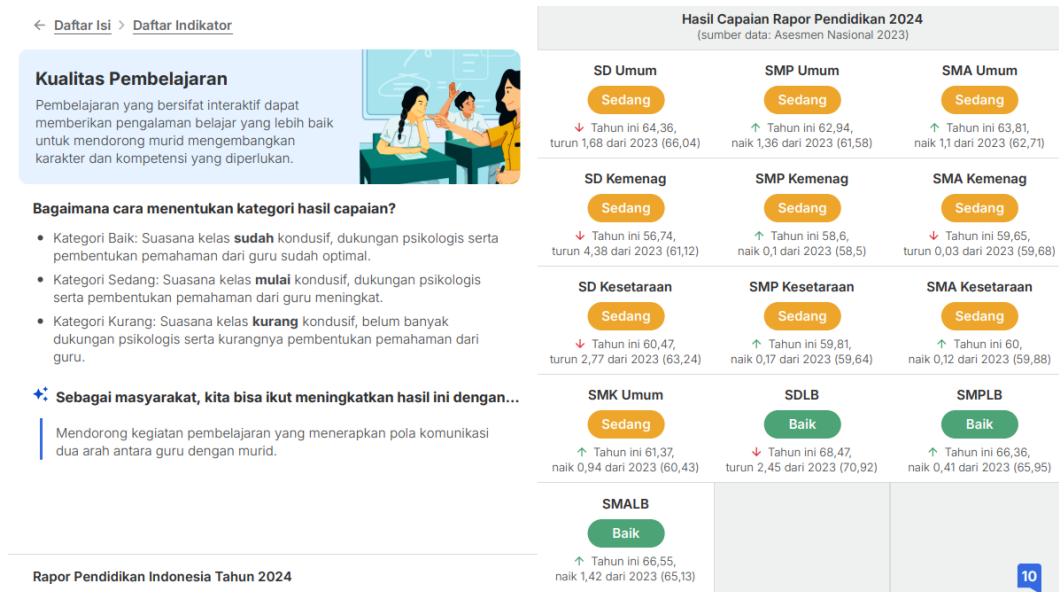 ← Daftar Isi > Daftar Indikator
Kualitas Pembelajaran
Pembelajaran yang bersifat interaktif dapat
memberikan pengalaman belajar yang lebih baik
untuk mendorong murid mengembangkan
karakter dan kompetensi yang diperlukan.
Bagaimana cara menentukan kategori hasil capaian?
• Kategori Baik: Suasana kelas sudah kondusif, dukungan psikologis serta
pembentukan pemahaman dari guru sudah optimal.
• Kategori Sedang: Suasana kelas mulai kondusif, dukungan psikologis
serta pembentukan pemahaman dari guru meningkat.
• Kategori Kurang: Suasana kelas kurang kondusif, belum banyak
dukungan psikologis serta kurangnya pembentukan pemahaman dari
guru.
Sebagai masyarakat, kita bisa ikut meningkatkan hasil ini dengan...
Mendorong kegiatan pembelajaran yang menerapkan pola komunikasi
dua arah antara guru dengan murid.
Rapor Pendidikan Indonesia Tahun 2024
Hasil Capaian Rapor Pendidikan 2024
(sumber data: Asesmen Nasional 2023)
SD Umum
Sedang
↓ Tahun ini 64,36,
turun 1,68 dari 2023 (66,04)
SMP Umum
Sedang
↑ Tahun ini 62,94,
naik 1,36 dari 2023 (61,58)
SMA Umum
Sedang
↑ Tahun ini 63,81,
naik 1,1 dari 2023 (62,71)
SD Kemenag
Sedang
↓ Tahun ini 56,74,
turun 4,38 dari 2023 (61,12)
SMP Kemenag
Sedang
↑ Tahun ini 58,6,
naik 0,1 dari 2023 (58,5)
SMA Kemenag
Sedang
↓ Tahun ini 59,65,
turun 0,03 dari 2023 (59,68)
SD Kesetaraan
Sedang
↓ Tahun ini 60,47,
turun 2,77 dari 2023 (63,24)
SMP Kesetaraan
Sedang
↑ Tahun ini 59,81,
naik 0,17 dari 2023 (59,64)
SMA Kesetaraan
Sedang
↑ Tahun ini 60,
naik 0,12 dari 2023 (59,88)
SMK Umum
Sedang
↑ Tahun ini 61,37,
naik 0,94 dari 2023 (60,43)
SDLB
Baik
↓ Tahun ini 68,47,
turun 2,45 dari 2023 (70,92)
SMPLB
Baik
↑ Tahun ini 66,36,
naik 0,41 dari 2023 (65,95)
SMALB
Baik
↑ Tahun ini 66,55,
naik 1,42 dari 2023 (65,13)
10